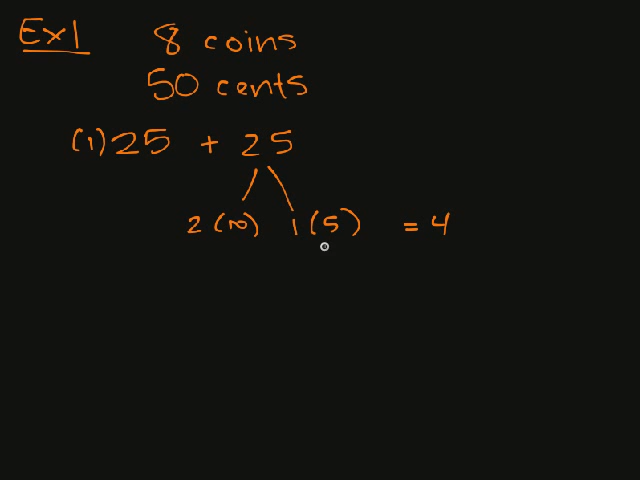 Ex1 8 coins
50 cents
(1) 25 + 25
2 (10) 1 (5) = 4